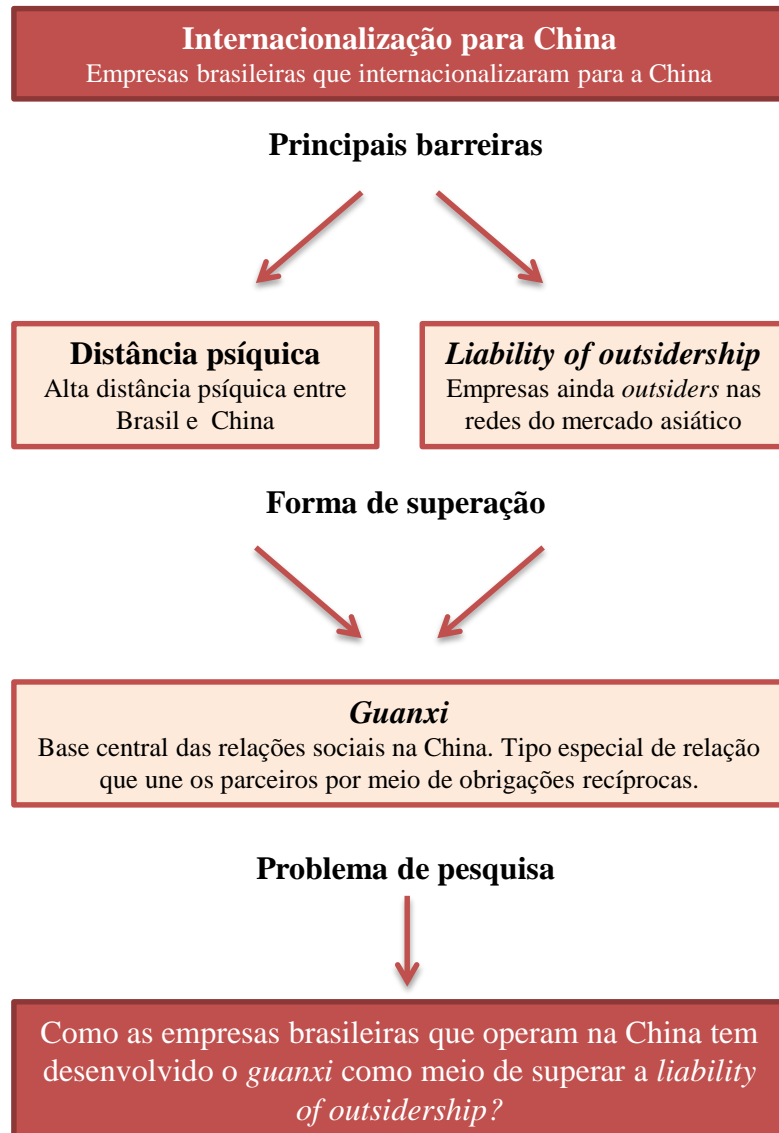 Internacionalização para China
Empresas brasileiras que internacionalizaram para a China
Principais barreiras
Distância psíquica
Alta distância psíquica entre
Brasil e China
Liability of outsidership
Empresas ainda outsiders nas
redes do mercado asiático
Forma de superação
Guanxi
Base central das relações sociais na China. Tipo especial de relação
que une os parceiros por meio de obrigações recíprocas.
Problema de pesquisa
Como as empresas brasileiras que operam na China tem
desenvolvido o guanxi como meio de superar a liability
of outsidership?